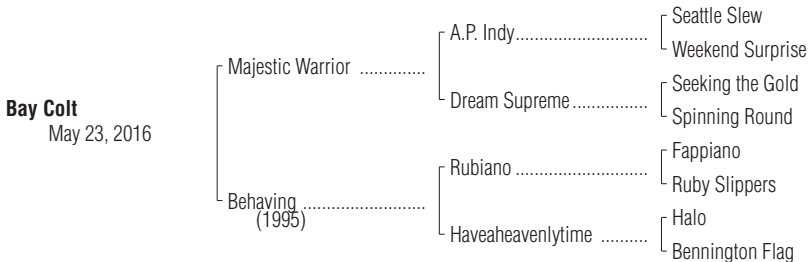 Seattle Slew
A.P. Indy..............................
Weekend Surprise
Majestic Warrior ..............
Seeking the Gold
Dream Supreme.................
Spinning Round
Bay Colt
May 23, 2016
Fappiano
Rubiano ..............................
Ruby Slippers
Behaving ..........................
(1995)
Halo
Haveaheavenlytime ..........
Bennington Flag